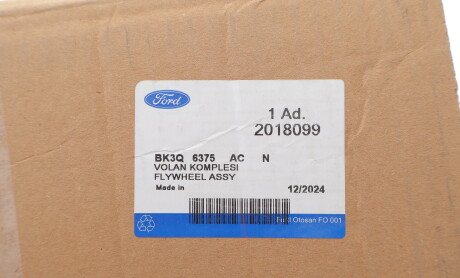 Ford
1 Ad.
2018099
BK3Q 6375 AC N
VOLAN KOMPLESI
FLYWHEEL ASSY
Made in 12/2024
Ford Otosan FO 001